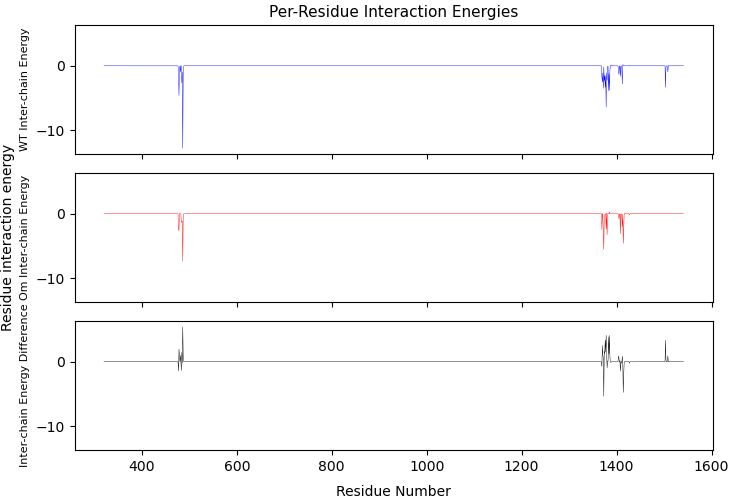 Per-Residue Interaction Energies
Residue interaction energy
WT Inter-chain Energy
0
−10
Om Inter-chain Energy
0
−10
Inter-chain Energy Difference
0
−10
400 600 800 1000 1200 1400 1600
Residue Number